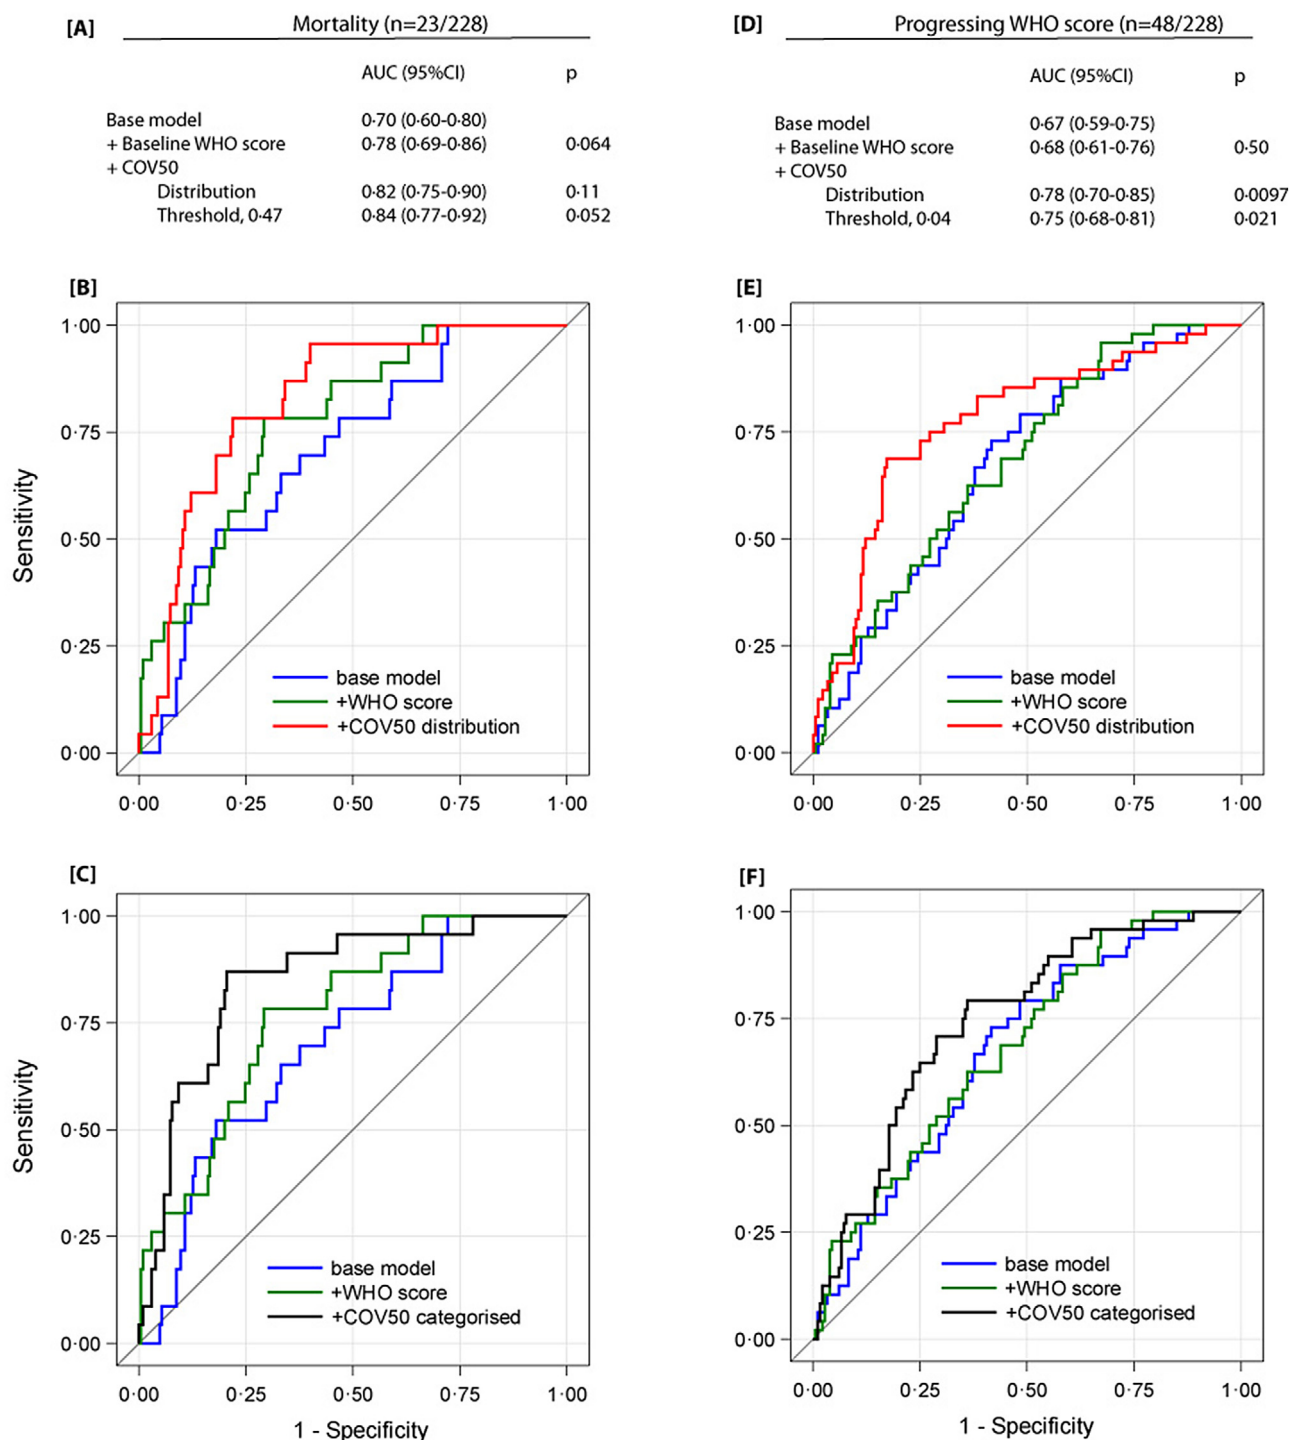 [A] Mortality (n=23/228)
AUC (95%CI) p
Base model 0·70 (0·60-0·80)
+ Baseline WHO score 0·78 (0·69-0·86) 0·064
+ COV50
Distribution 0·82 (0·75-0·90) 0·11
Threshold, 0·47 0·84 (0·77-0·92) 0·052
[D] Progressing WHO score (n=48/228)
AUC (95%CI) p
Base model 0·67 (0·59-0·75)
+ Baseline WHO score 0·68 (0·61-0·76) 0·50
+ COV50
Distribution 0·78 (0·70-0·85) 0·0097
Threshold, 0·04 0·75 (0·68-0·81) 0·021
[B]
1·00
0·75
0·50
0·25
0·00
Sensitivity
base model
+WHO score
+COV50 distribution
0·00 0·25 0·50 0·75 1·00
[E]
1·00
0·75
0·50
0·25
0·00
base model
+WHO score
+COV50 distribution
0·00 0·25 0·50 0·75 1·00
[C]
1·00
0·75
0·50
0·25
0·00
Sensitivity
base model
+WHO score
+COV50 categorised
0·00 0·25 0·50 0·75 1·00
1 - Specificity
[F]
1·00
0·75
0·50
0·25
0·00
base model
+WHO score
+COV50 categorised
0·00 0·25 0·50 0·75 1·00
1 - Specificity